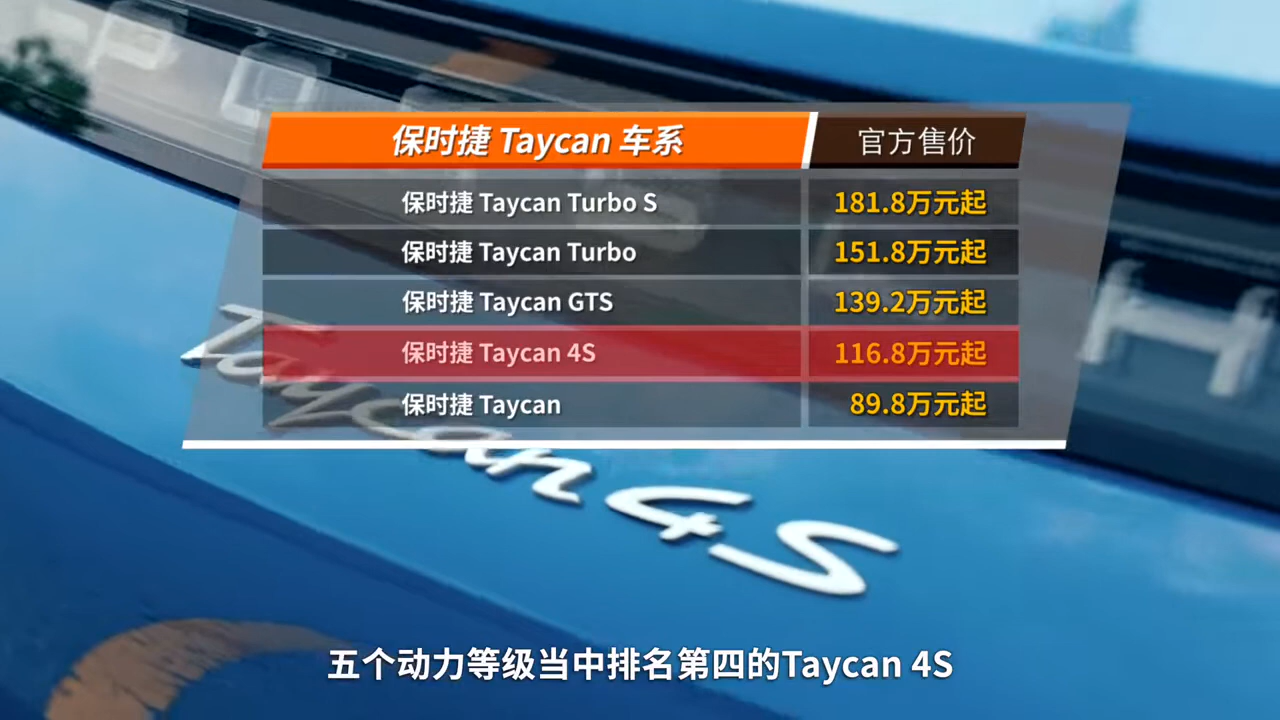 保时捷 Taycan 车系 官方售价
保时捷 Taycan Turbo S 181.8万元起
保时捷 Taycan Turbo 151.8万元起
保时捷 Taycan GTS 139.2万元起
保时捷 Taycan 4S 116.8万元起
保时捷 Taycan 89.8万元起
Taycan 4S
五个动力等级当中排名第四的Taycan 4S